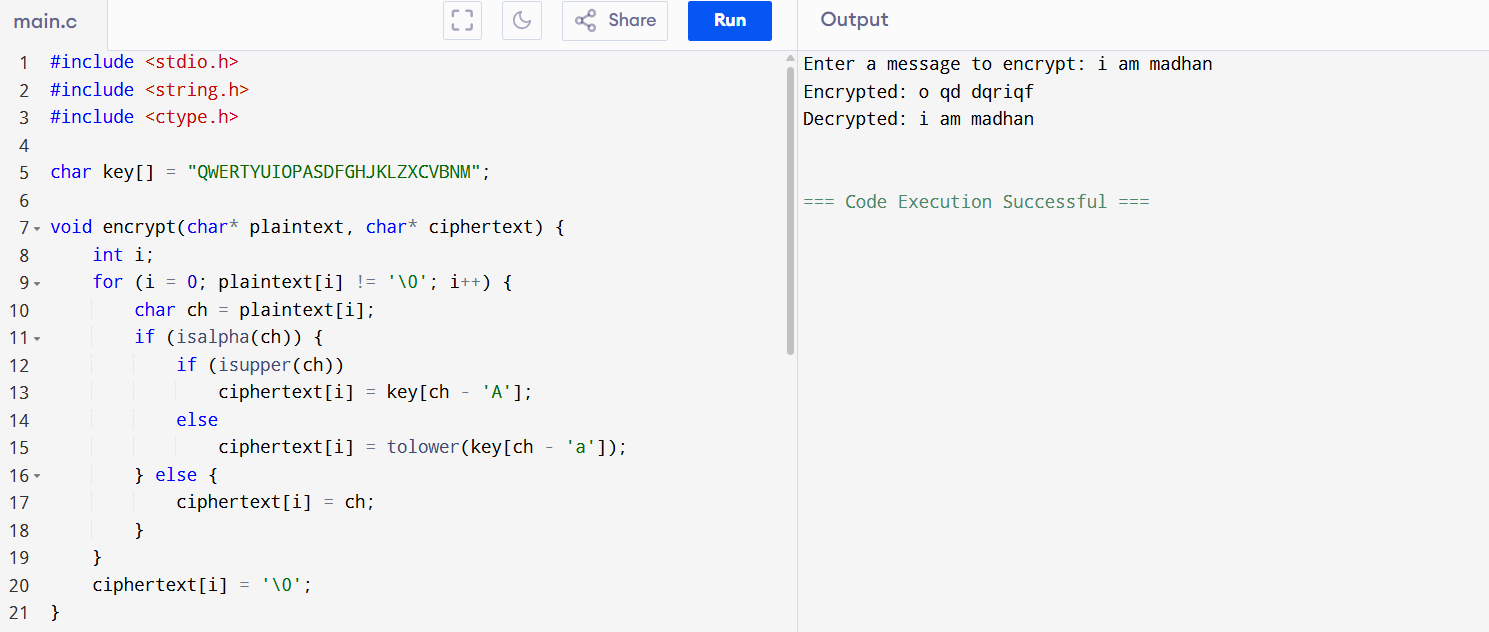 main.c
Share
Run
Output
1 #include <stdio.h>
2 #include <string.h>
3 #include <ctype.h>
4
5 char key[] = "QWERTYUIOPASDFGHJKLZXCVBNM";
6
7 void encrypt(char* plaintext, char* ciphertext) {
8     int i;
9     for (i = 0; plaintext[i] != '\0'; i++) {
10         char ch = plaintext[i];
11         if (isalpha(ch)) {
12             if (isupper(ch))
13                 ciphertext[i] = key[ch - 'A'];
14             else
15                 ciphertext[i] = tolower(key[ch - 'a']);
16         } else {
17             ciphertext[i] = ch;
18         }
19     }
20     ciphertext[i] = '\0';
21 }
Enter a message to encrypt: i am madhan
Encrypted: o qd dqriqf
Decrypted: i am madhan
=== Code Execution Successful ===